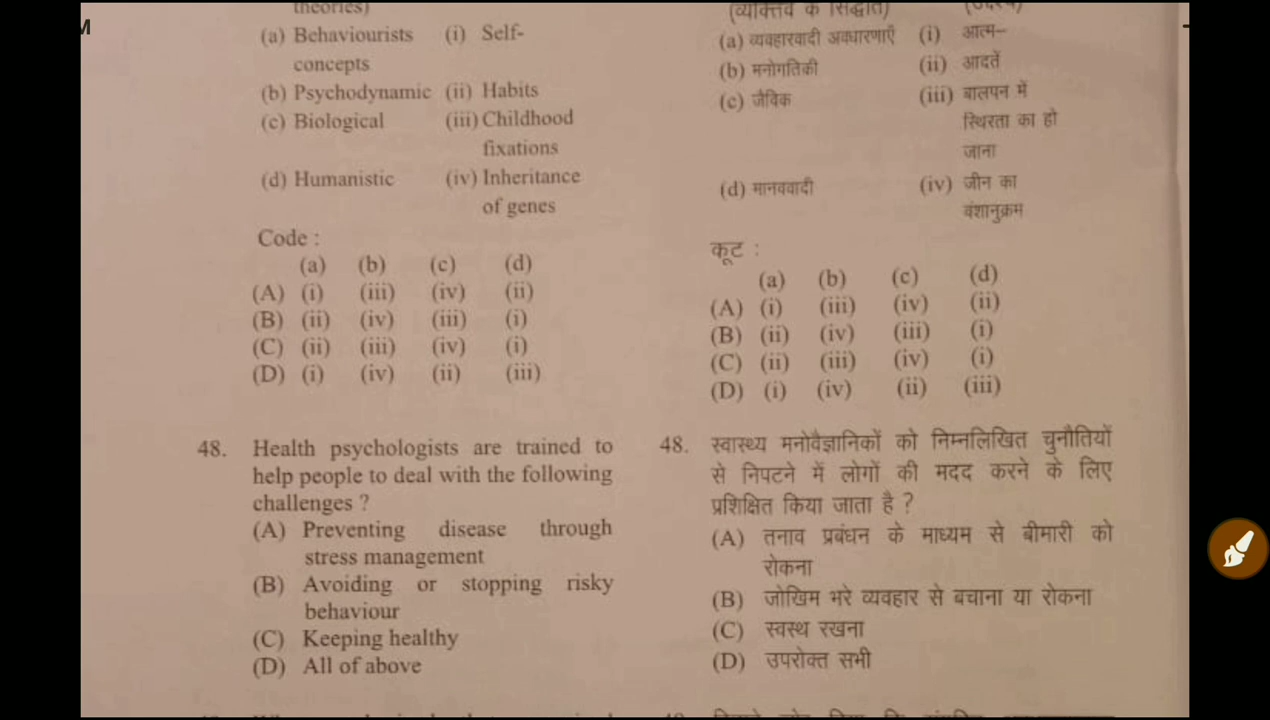 M
theories)
(a) Behaviourists (i) Self-
concepts
(b) Psychodynamic (ii) Habits
(c) Biological (iii) Childhood
fixations
(d) Humanistic (iv) Inheritance
of genes
Code :
(a) (b) (c) (d)
(A) (i) (iii) (iv) (ii)
(B) (ii) (iv) (iii) (i)
(C) (ii) (iii) (iv) (i)
(D) (i) (iv) (ii) (iii)
48. Health psychologists are trained to
help people to deal with the following
challenges ?
(A) Preventing disease through
stress management
(B) Avoiding or stopping risky
behaviour
(C) Keeping healthy
(D) All of above
(व्यक्तित्व के सिद्धांत)
(a) व्यवहारवादी अवधारणाएँ (i) आत्म–
(b) मनोगतिकी (ii) आदतें
(c) जैविक (iii) बालपन में
स्थिरता का हो
जाना
(d) मानववादी (iv) जीन का
वंशानुक्रम
कूट :
(a) (b) (c) (d)
(A) (i) (iii) (iv) (ii)
(B) (ii) (iv) (iii) (i)
(C) (ii) (iii) (iv) (i)
(D) (i) (iv) (ii) (iii)
48. स्वास्थ्य मनोवैज्ञानिकों को निम्नलिखित चुनौतियों
से निपटने में लोगों की मदद करने के लिए
प्रशिक्षित किया जाता है ?
(A) तनाव प्रबंधन के माध्यम से बीमारी को
रोकना
(B) जोखिम भरे व्यवहार से बचाना या रोकना
(C) स्वस्थ रखना
(D) उपरोक्त सभी